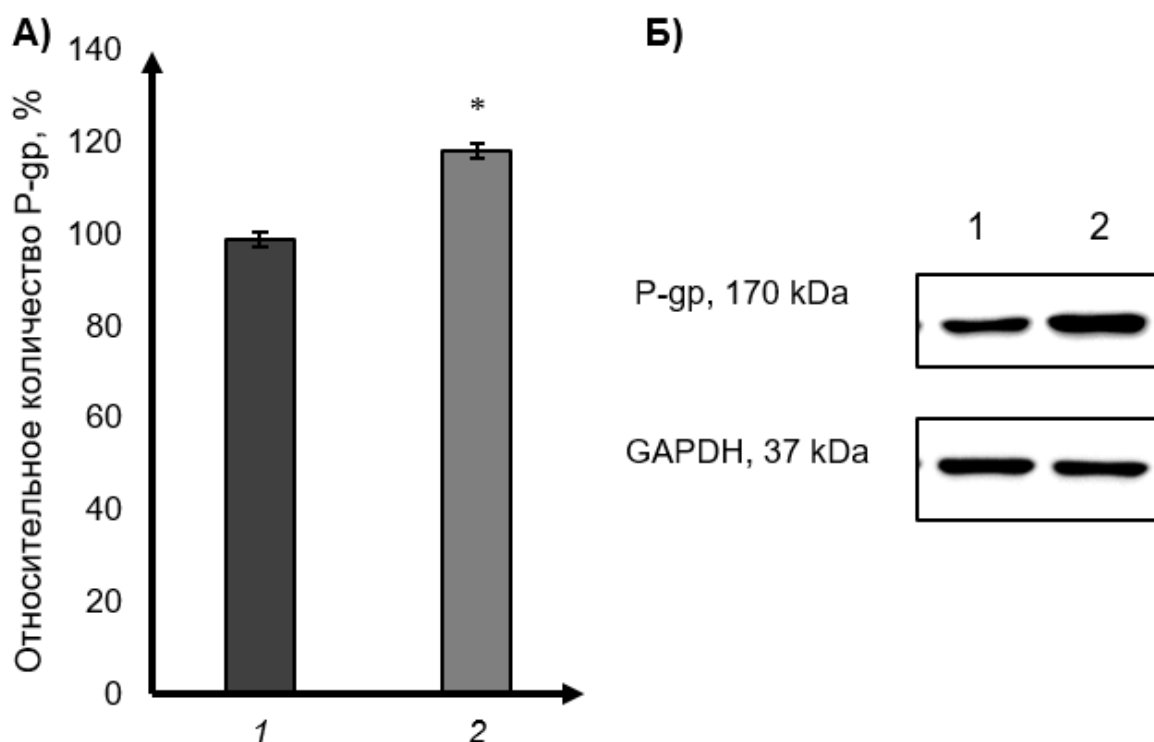 А)
Относительное количество P-gp, %
140
120
100
80
60
40
20
0
*
1
2
Б)
1 2
P-gp, 170 kDa
GAPDH, 37 kDa